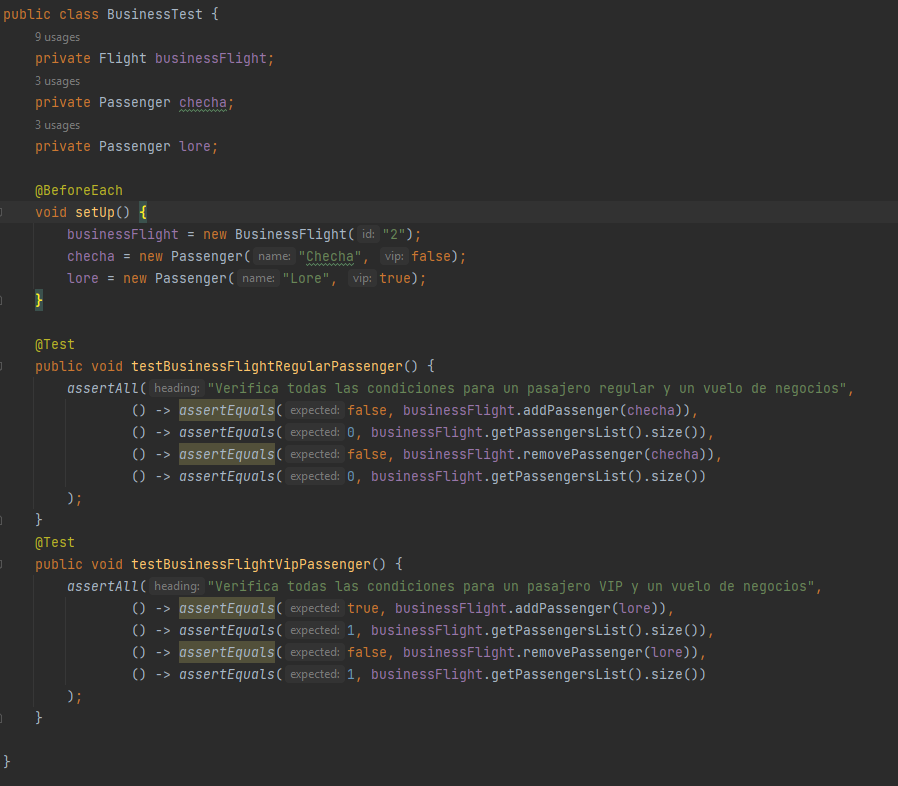 public class BusinessTest {
9 usages
private Flight businessFlight;
3 usages
private Passenger checha;
3 usages
private Passenger lore;
@BeforeEach
void setUp() {
businessFlight = new BusinessFlight( id: "2");
checha = new Passenger( name: "Checha", vip: false);
lore = new Passenger( name: "Lore", vip: true);
}
@Test
public void testBusinessFlightRegularPassenger() {
assertAll( heading: "Verifica todas las condiciones para un pasajero regular y un vuelo de negocios",
() -> assertEquals( expected: false, businessFlight.addPassenger(checha)),
() -> assertEquals( expected: 0, businessFlight.getPassengersList().size()),
() -> assertEquals( expected: false, businessFlight.removePassenger(checha)),
() -> assertEquals( expected: 0, businessFlight.getPassengersList().size())
);
}
@Test
public void testBusinessFlightVipPassenger() {
assertAll( heading: "Verifica todas las condiciones para un pasajero VIP y un vuelo de negocios",
() -> assertEquals( expected: true, businessFlight.addPassenger(lore)),
() -> assertEquals( expected: 1, businessFlight.getPassengersList().size()),
() -> assertEquals( expected: false, businessFlight.removePassenger(lore)),
() -> assertEquals( expected: 1, businessFlight.getPassengersList().size())
);
}
}